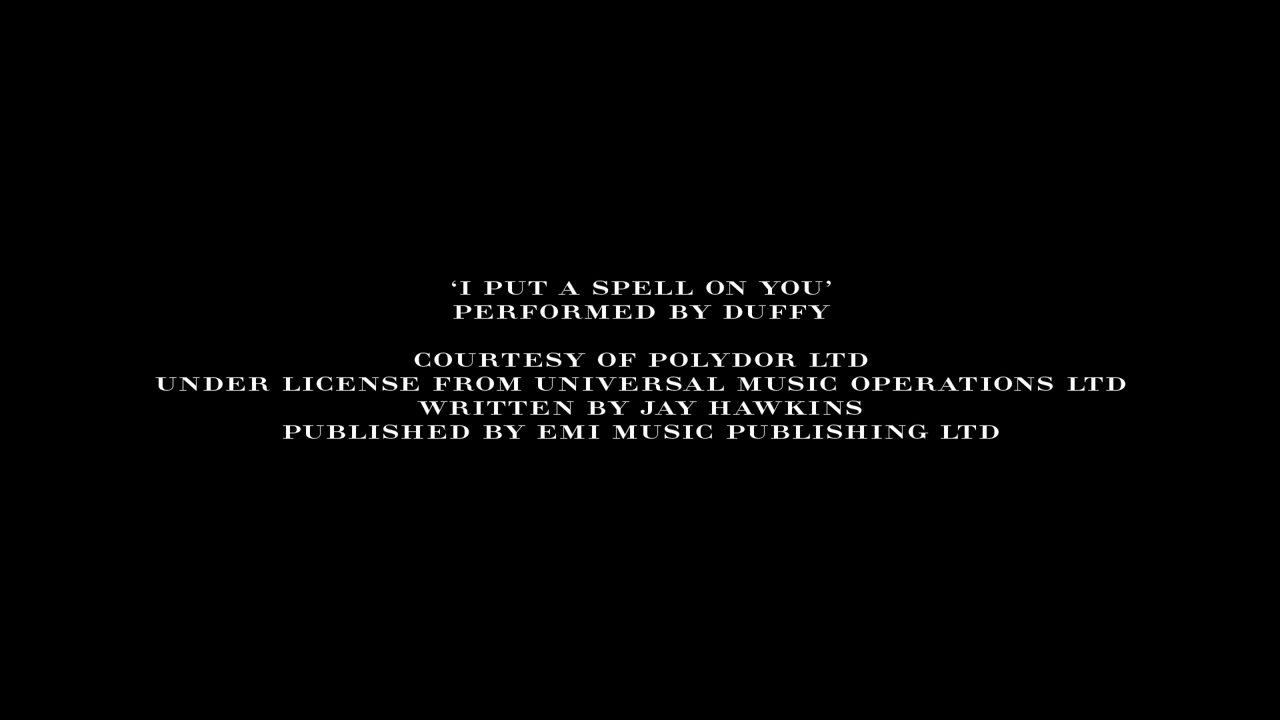 ‘I PUT A SPELL ON YOU’
PERFORMED BY DUFFY
COURTESY OF POLYDOR LTD
UNDER LICENSE FROM UNIVERSAL MUSIC OPERATIONS LTD
WRITTEN BY JAY HAWKINS
PUBLISHED BY EMI MUSIC PUBLISHING LTD